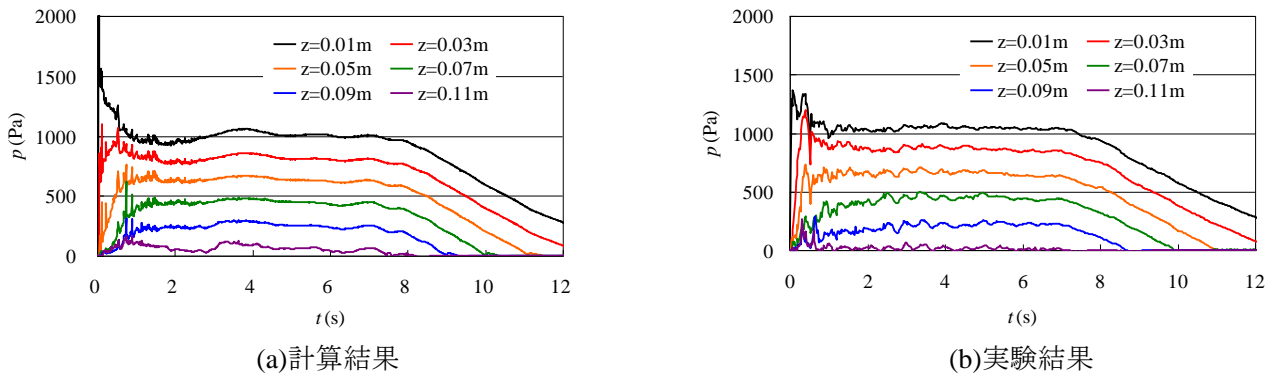 2000
1500
1000
500
0
p (Pa)
z=0.01m z=0.03m
z=0.05m z=0.07m
z=0.09m z=0.11m
0 2 4 6 8 10 12
t (s)
(a)計算結果
2000
1500
1000
500
0
p (Pa)
z=0.01m z=0.03m
z=0.05m z=0.07m
z=0.09m z=0.11m
0 2 4 6 8 10 12
t (s)
(b)実験結果